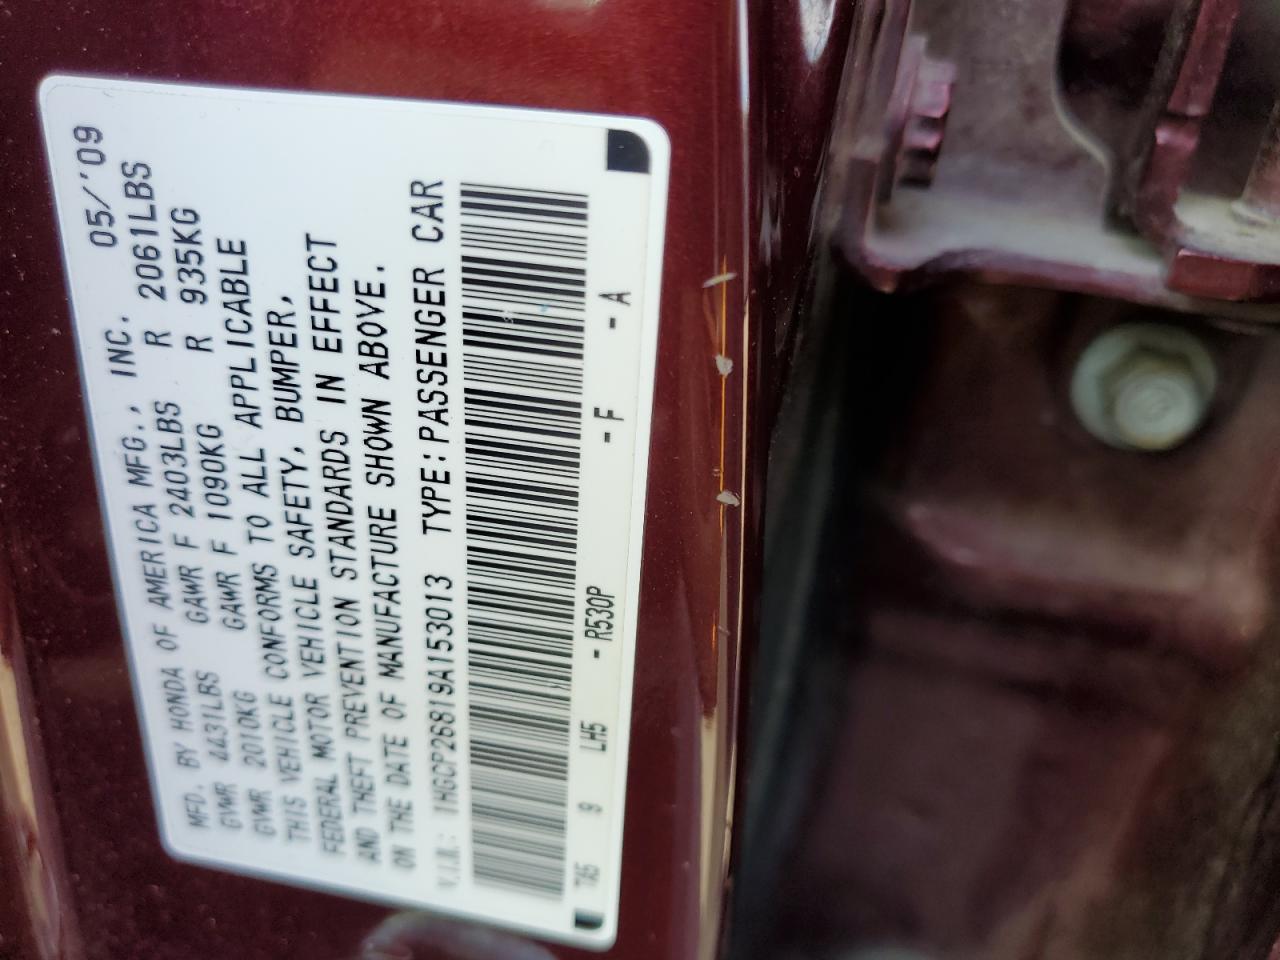 MFD. BY HONDA OF AMERICA MFG., INC. 05/'09
GVWR 4431LBS GAWR F 2403LBS R 2061LBS
GVWR 2010KG GAWR F 1090KG R 935KG
THIS VEHICLE CONFORMS TO ALL APPLICABLE
FEDERAL MOTOR VEHICLE SAFETY, BUMPER,
AND THEFT PREVENTION STANDARDS IN EFFECT
ON THE DATE OF MANUFACTURE SHOWN ABOVE.
V.I.N.: 1HGCP26819A153013 TYPE:PASSENGER CAR
TA5 9 LH5 - R530P - F - A